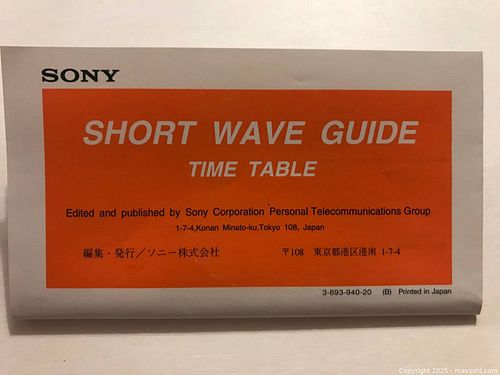 SONY
SHORT WAVE GUIDE
TIME TABLE
Edited and published by Sony Corporation Personal Telecommunications Group
1-7-4,Konan Minato-ku,Tokyo 108, Japan
編集・発行／ソニー株式会社 〒108 東京都港区港南 1-7-4
3-893-940-20 (B) Printed in Japan
Copyright 2025 - maxsold.com